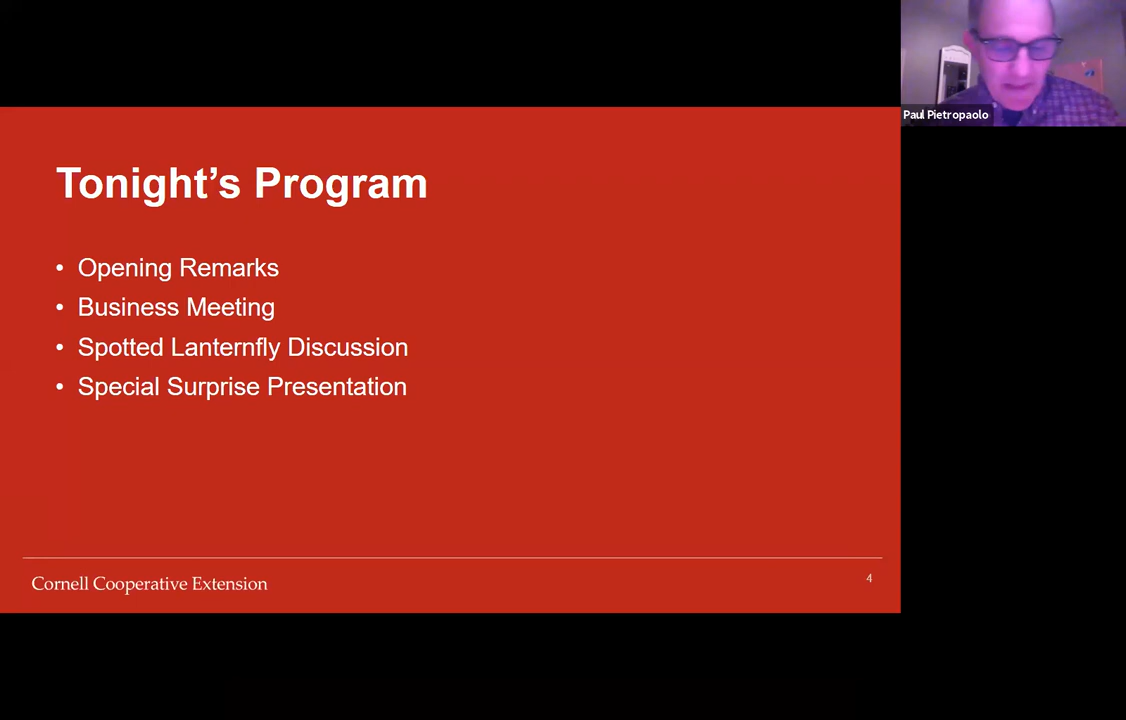 Tonight’s Program
• Opening Remarks
• Business Meeting
• Spotted Lanternfly Discussion
• Special Surprise Presentation
Cornell Cooperative Extension
4
Paul Pietropaolo